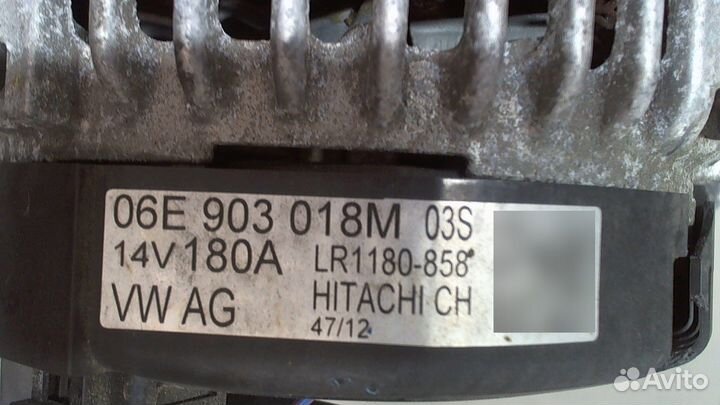 06E 903 018M 03S
14V 180A LR1180-858
VW AG HITACHI CH
47/12
Avito